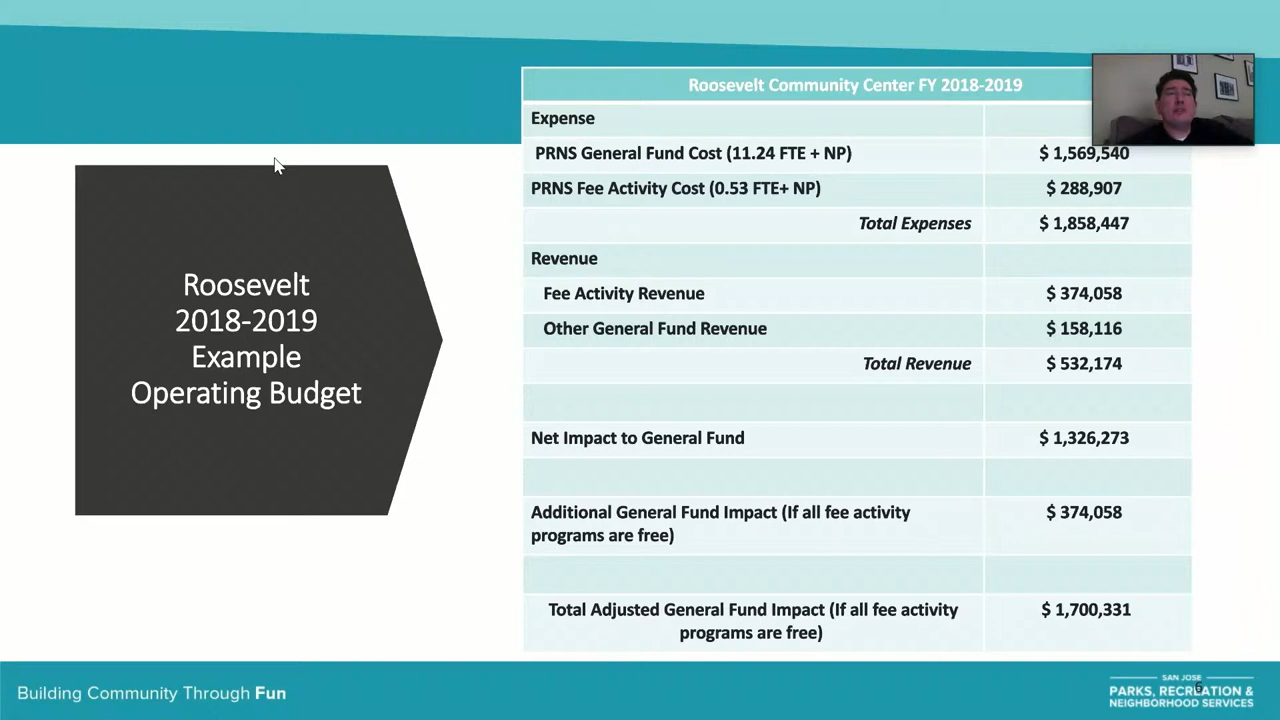 Roosevelt Community Center FY 2018-2019
Expense
PRNS General Fund Cost (11.24 FTE + NP) $ 1,569,540
PRNS Fee Activity Cost (0.53 FTE+ NP) $ 288,907
Total Expenses $ 1,858,447
Revenue
Fee Activity Revenue $ 374,058
Other General Fund Revenue $ 158,116
Total Revenue $ 532,174
Net Impact to General Fund $ 1,326,273
Additional General Fund Impact (If all fee activity $ 374,058
programs are free)
Total Adjusted General Fund Impact (If all fee activity $ 1,700,331
programs are free)
Roosevelt
2018-2019
Example
Operating Budget
Building Community Through Fun
SAN JOSE
PARKS, RECREATION &
NEIGHBORHOOD SERVICES
6